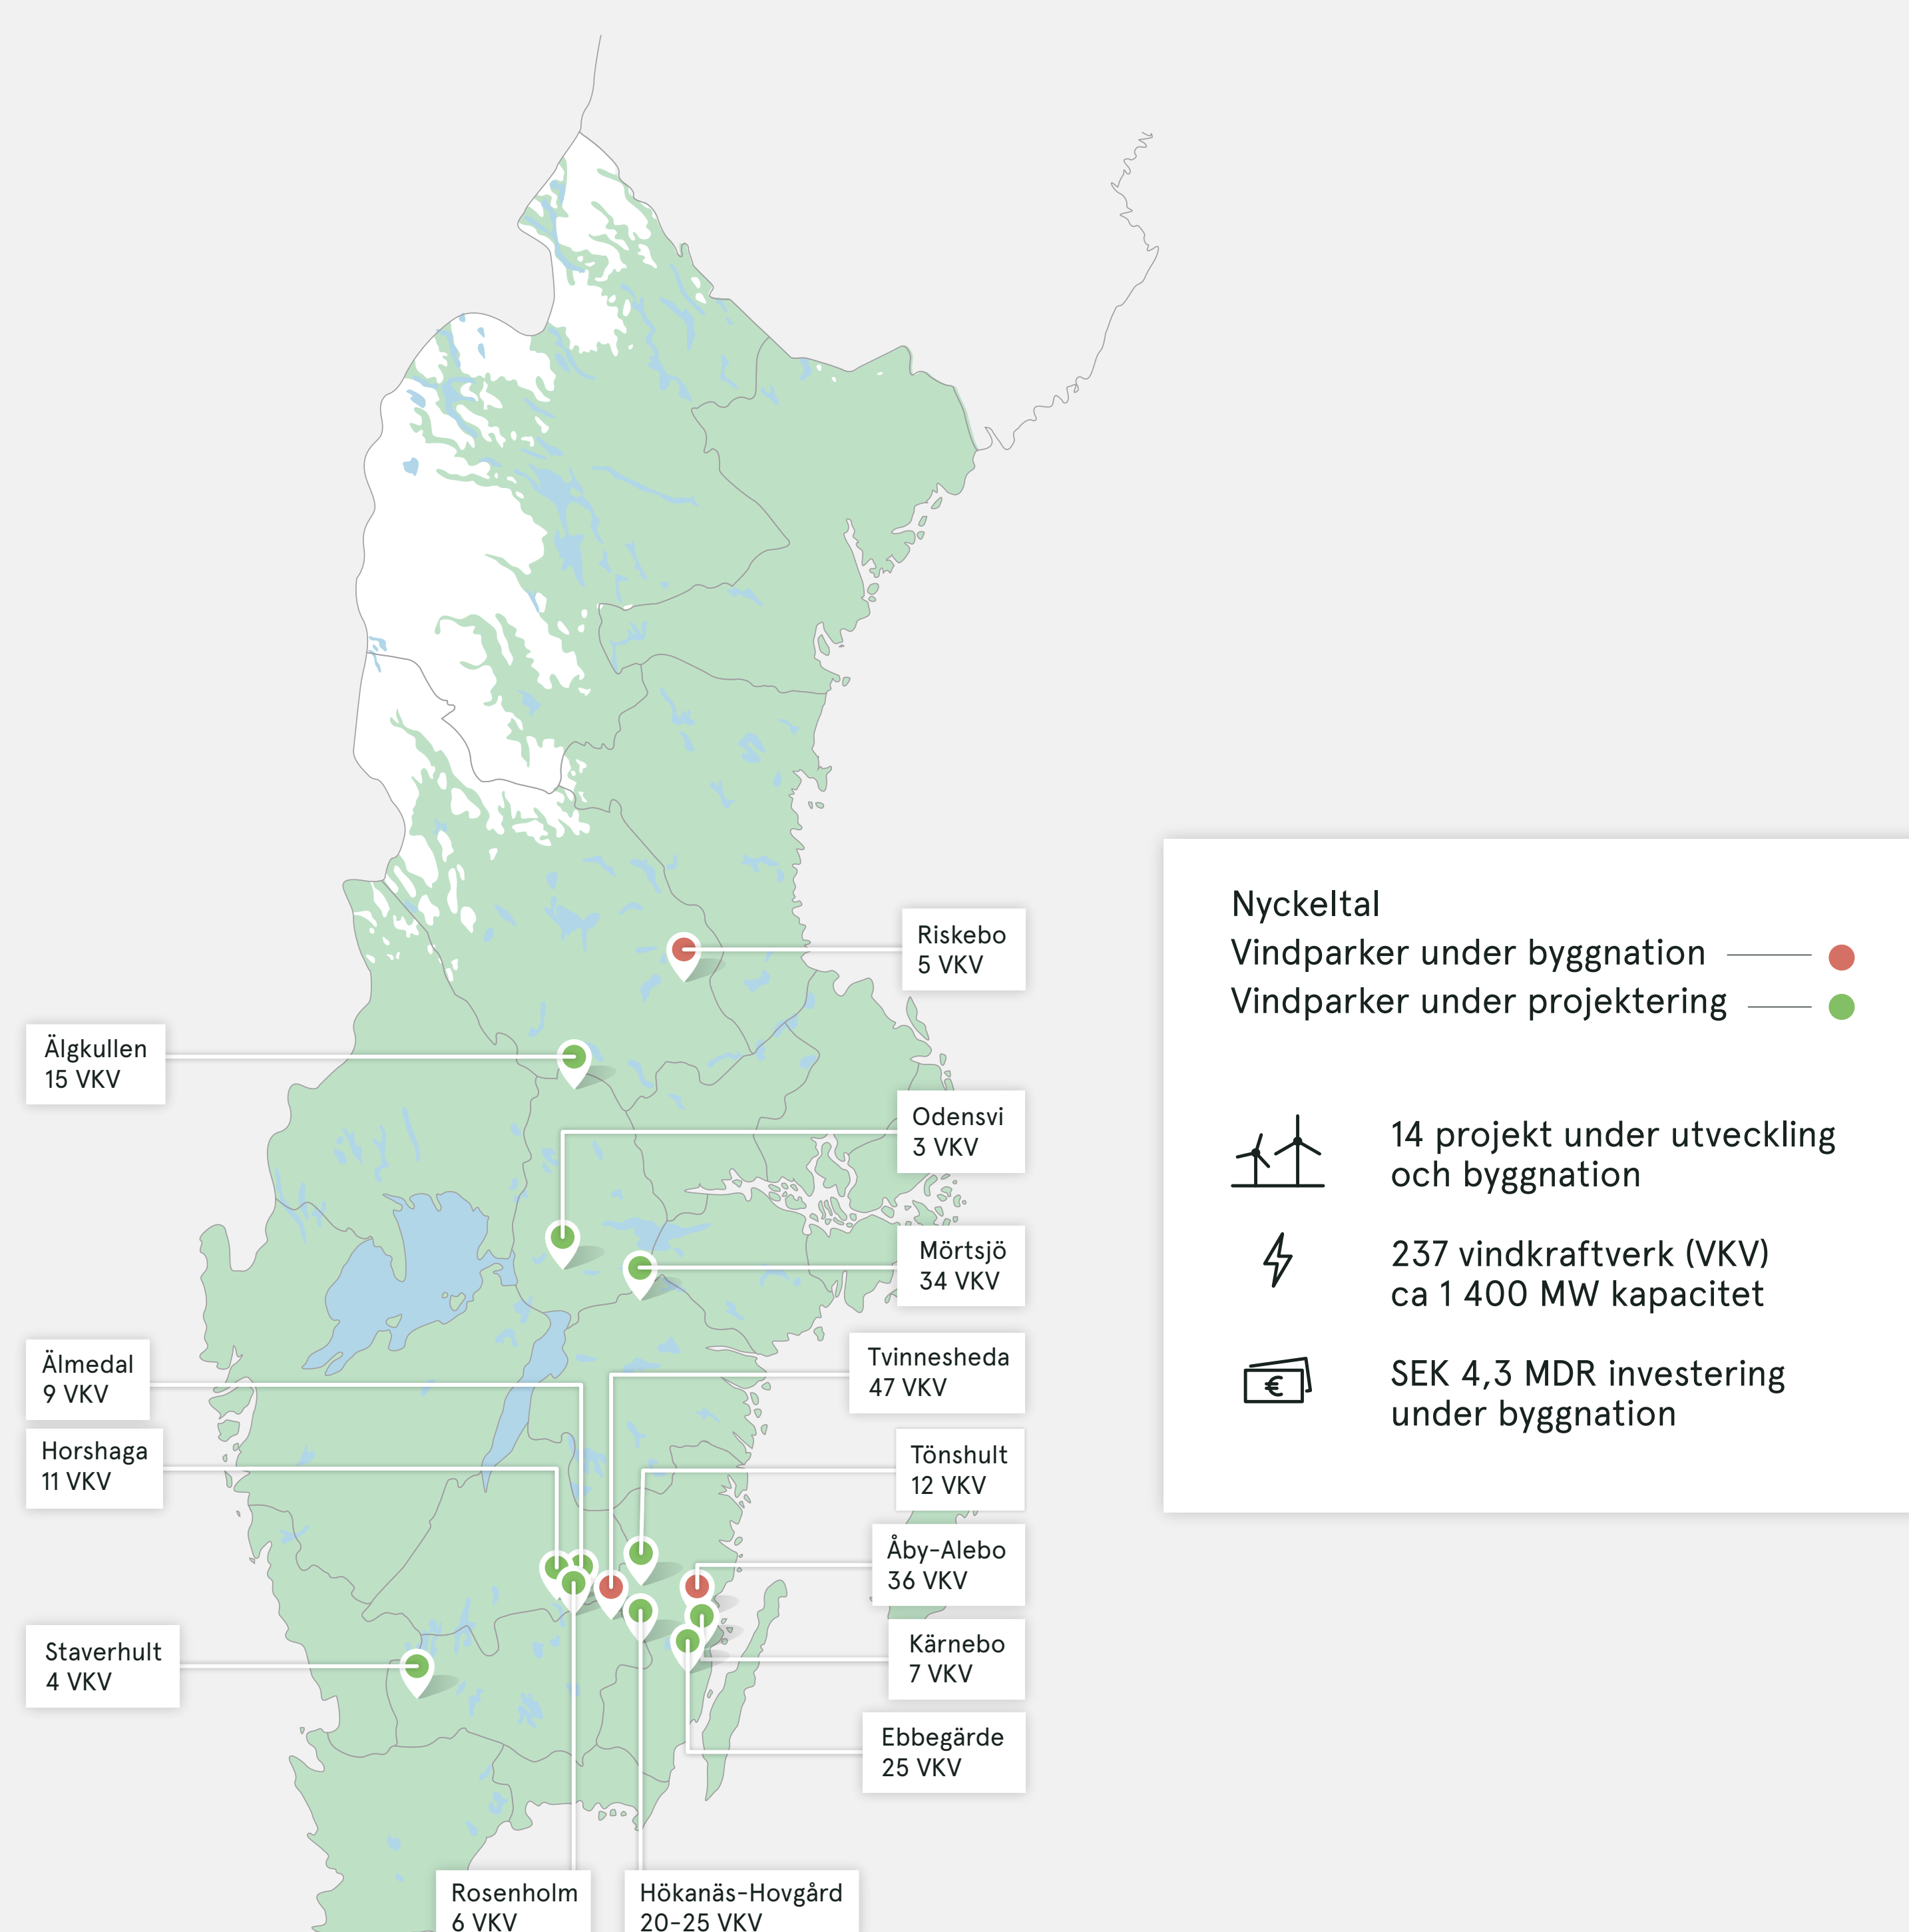 Riskebo
5 VKV
Älgkullen
15 VKV
Odensvi
3 VKV
Mörtsjö
34 VKV
Älmedal
9 VKV
Tvinnesheda
47 VKV
Horshaga
11 VKV
Tönshult
12 VKV
Åby-Alebo
36 VKV
Staverhult
4 VKV
Kärnebo
7 VKV
Ebbegärde
25 VKV
Rosenholm
6 VKV
Hökanäs-Hovgård
20-25 VKV
Nyckeltal
Vindparker under byggnation
Vindparker under projektering
14 projekt under utveckling
och byggnation
237 vindkraftverk (VKV)
ca 1 400 MW kapacitet
€
SEK 4,3 MDR investering
under byggnation